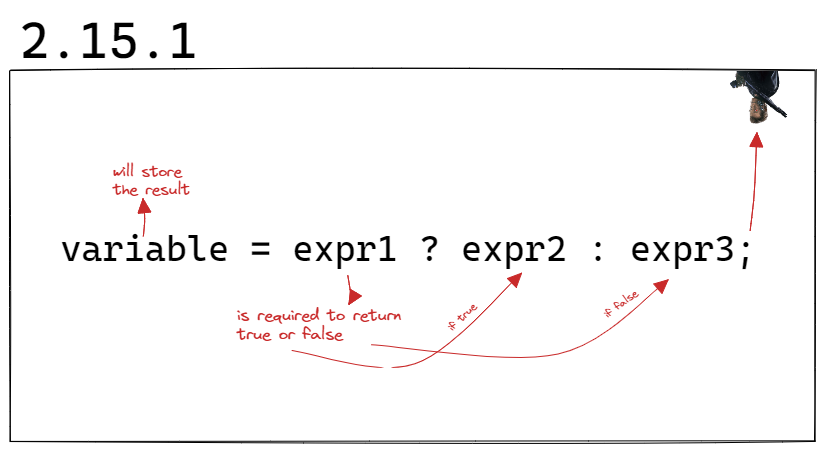 2.15.1
will store
the result
variable = expr1 ? expr2 : expr3;
is required to return
true or false
if true
if false